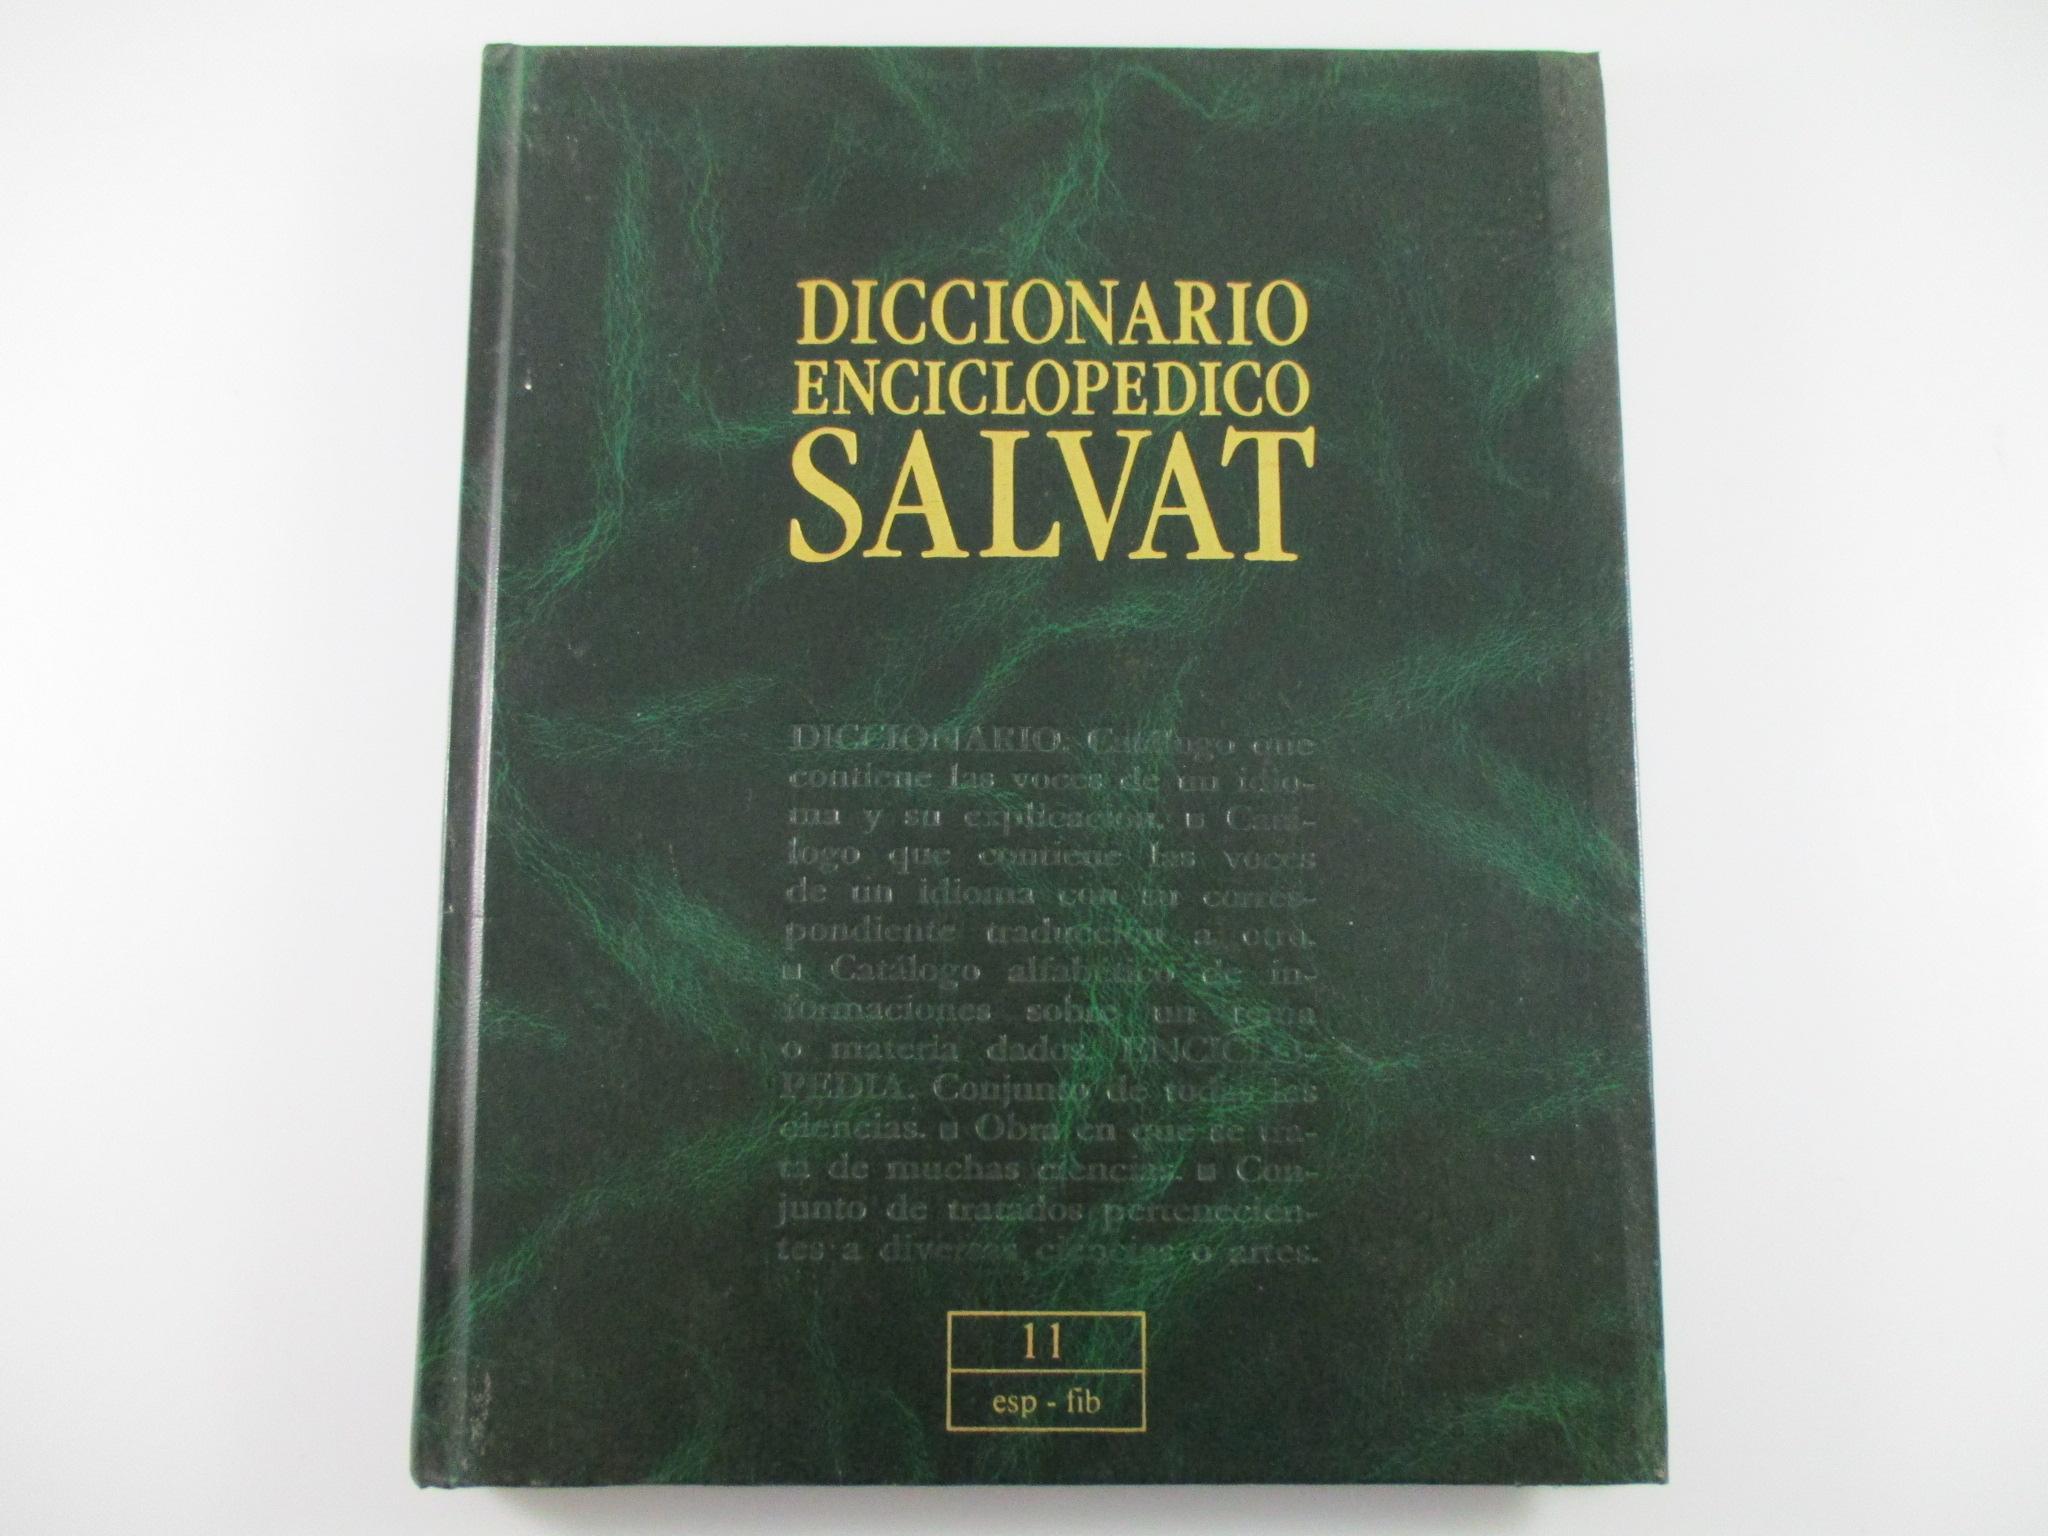 DICCIONARIO
ENCICLOPEDICO
SALVAT
DICCIONARIO. Catálogo que
contiene las voces de un idio-
ma y su explicación. ■ Catá-
logo que contiene las voces
de un idioma con su corres-
pondiente traducción a otro.
■ Catálogo alfabético de in-
formaciones sobre un tema
o materia dados. ENCICLO-
PEDIA. Conjunto de todas las
ciencias. ■ Obra en que se tra-
ta de muchas ciencias. ■ Con-
junto de tratados pertenecien-
tes a diversas ciencias o artes.
11
esp - fib